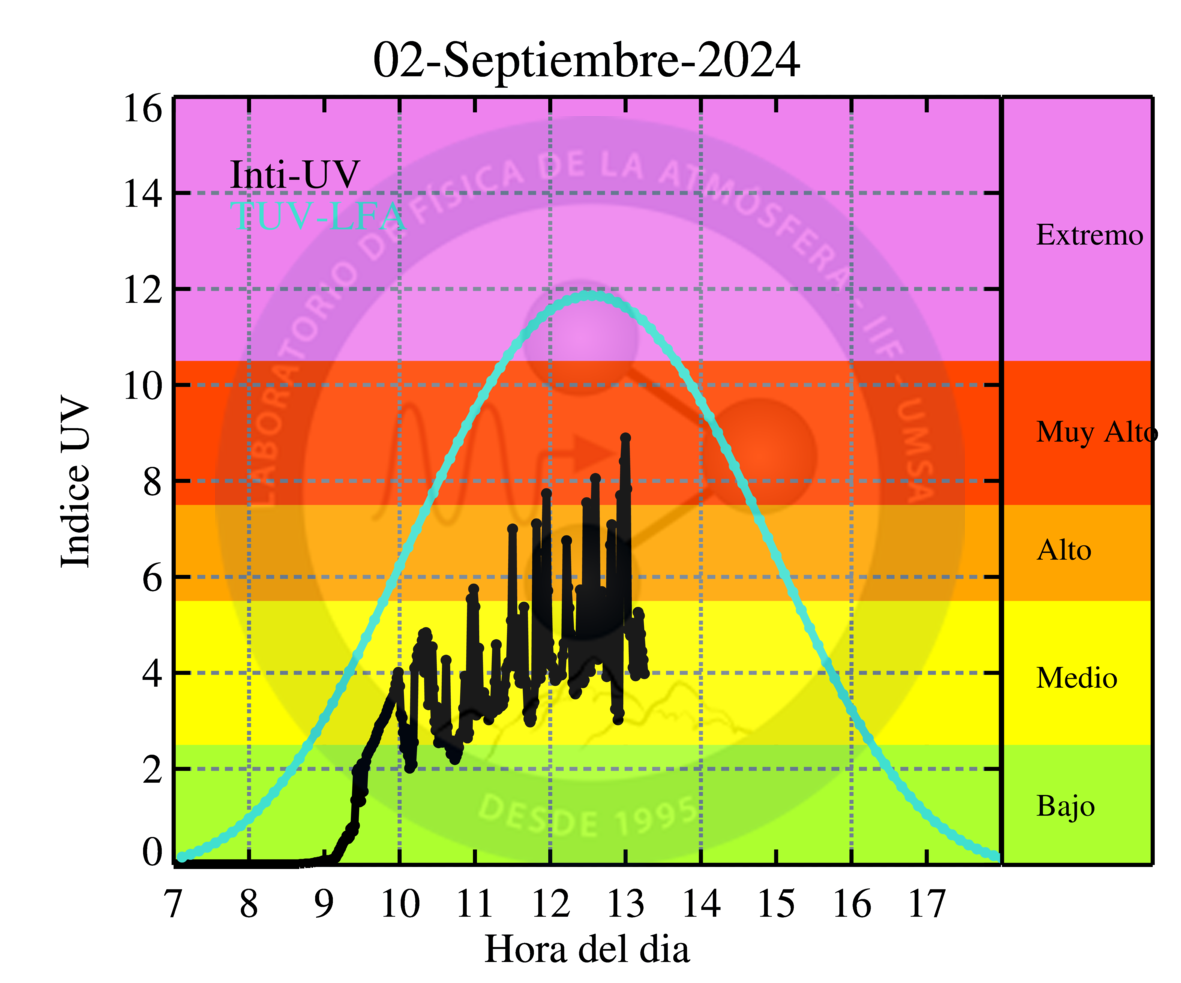 02-Septiembre-2024
16
14
12
10
8
6
4
2
0
Indice UV
Inti-UV
TUV-LFA
LABORATORIO DE FÍSICA DE LA ATMÓSFERA - IIF - UMSA
DESDE 1995
Extremo
Muy Alto
Alto
Medio
Bajo
7 8 9 10 11 12 13 14 15 16 17
Hora del dia